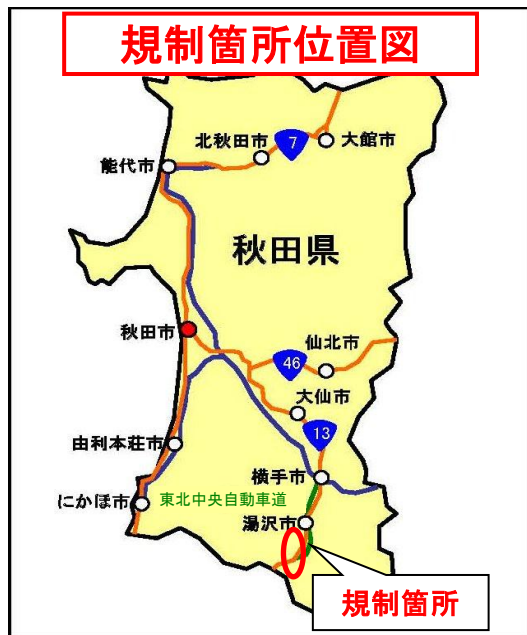 規制箇所位置図
北秋田市
7
大館市
能代市
秋田県
秋田市
仙北市
46
大仙市
13
由利本荘市
横手市
にかほ市
東北中央自動車道
湯沢市
規制箇所